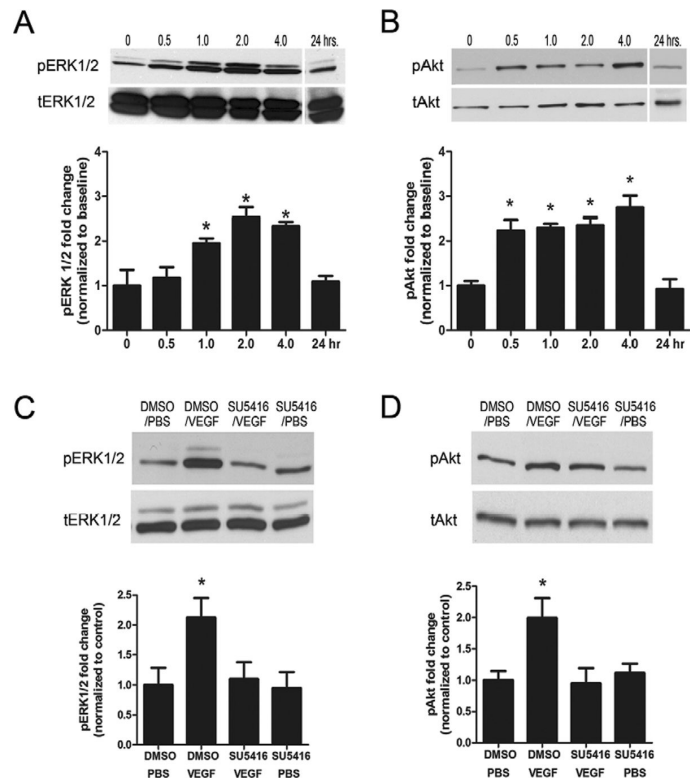 A
0 0.5 1.0 2.0 4.0 24 hrs.
pERK1/2
tERK1/2
pERK 1/2 fold change
(normalized to baseline)
4
3
2
1
0
* * *
0 0.5 1.0 2.0 4.0 24 hr
B
0 0.5 1.0 2.0 4.0 24 hrs.
pAkt
tAkt
pAkt fold change
(normalized to baseline)
4
3
2
1
0
* * * *
0 0.5 1.0 2.0 4.0 24 hr
C
DMSO DMSO SU5416 SU5416
/PBS /VEGF /VEGF /PBS
pERK1/2
tERK1/2
pERK1/2 fold change
(normalized to control)
2.5
2.0
1.5
1.0
0.5
0.0
*
DMSO DMSO SU5416 SU5416
PBS VEGF VEGF PBS
D
DMSO DMSO SU5416 SU5416
/PBS /VEGF /VEGF /PBS
pAkt
tAkt
pAkt fold change
(normalized to control)
2.5
2.0
1.5
1.0
0.5
0.0
*
DMSO DMSO SU5416 SU5416
PBS VEGF VEGF PBS